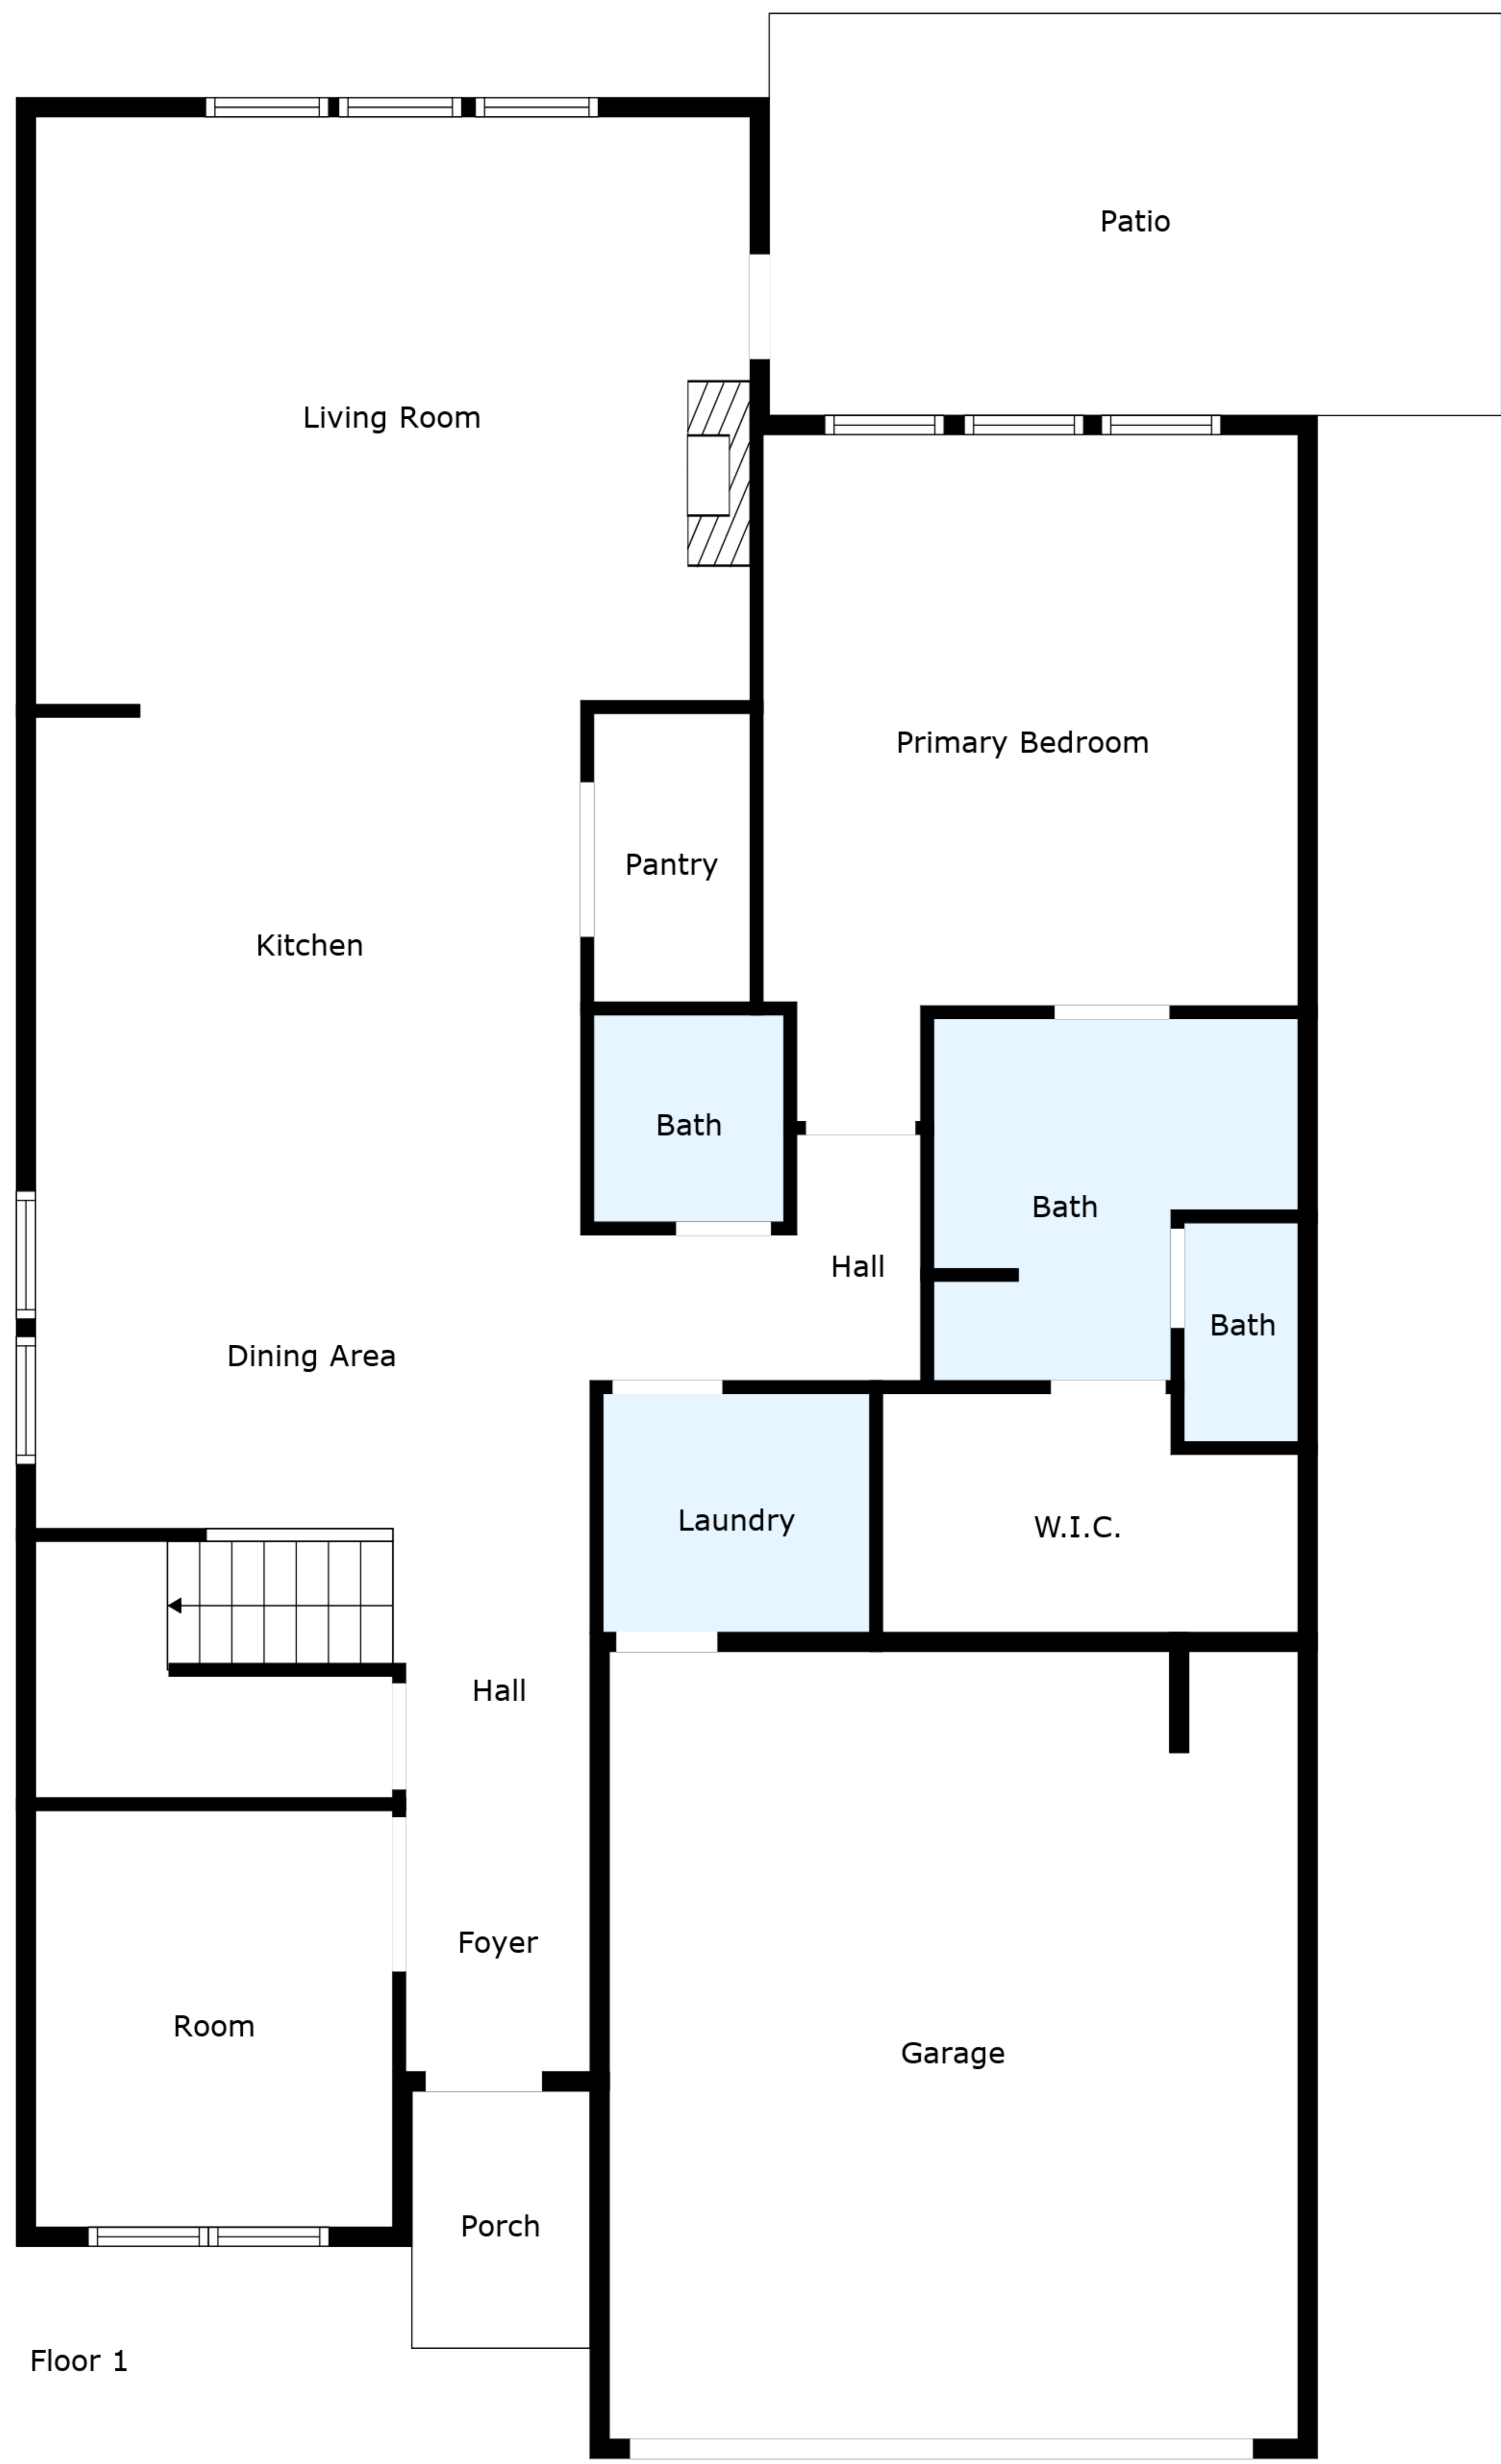 Patio
Living Room
Primary Bedroom
Pantry
Kitchen
Bath
Bath
Hall
Bath
Dining Area
Laundry
W.I.C.
Hall
Foyer
Room
Garage
Porch
Floor 1